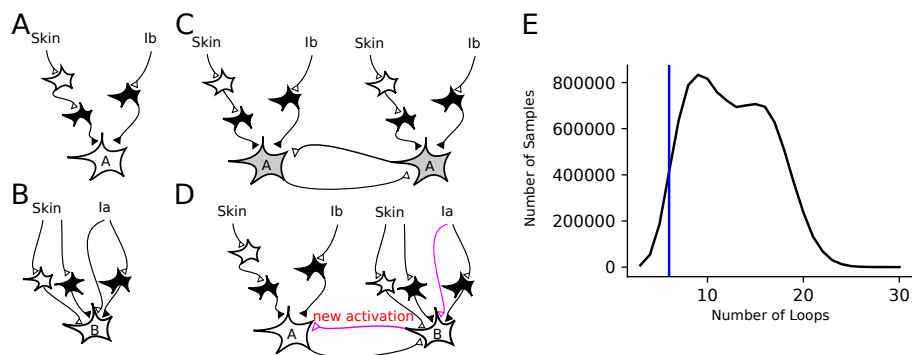 A
Skin
Ib
A
B
Skin
Ia
B
C
Skin
Ib
Skin
Ib
A
A
D
Skin
Ib
Skin
Ia
new activation
A
B
E
Number of Samples
800000
600000
400000
200000
0
10
20
30
Number of Loops